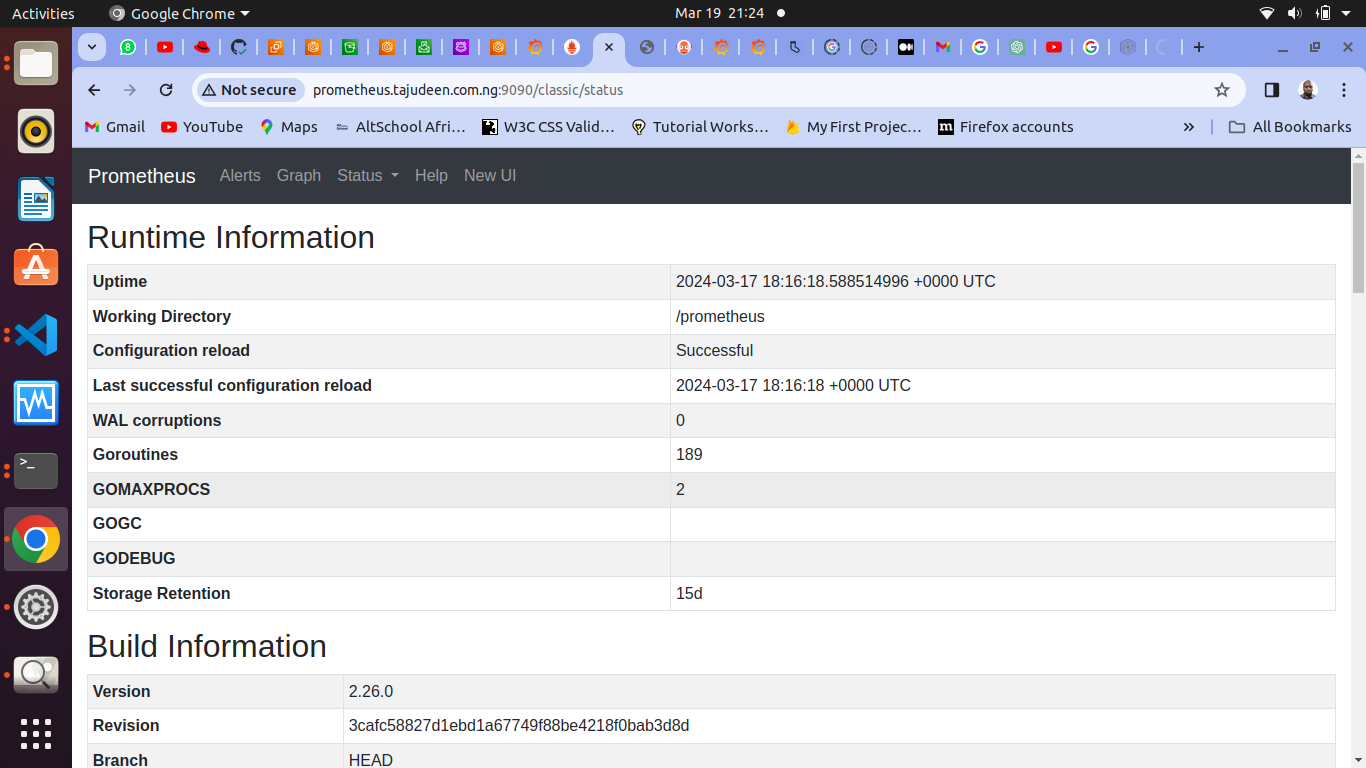 Activities Google Chrome Mar 19 21:24
Not secure prometheus.tajudeen.com.ng:9090/classic/status
Gmail YouTube Maps AltSchool Afri… W3C CSS Valid… Tutorial Works… My First Projec… Firefox accounts » All Bookmarks
Prometheus Alerts Graph Status Help New UI
Runtime Information
Uptime 2024-03-17 18:16:18.588514996 +0000 UTC
Working Directory /prometheus
Configuration reload Successful
Last successful configuration reload 2024-03-17 18:16:18 +0000 UTC
WAL corruptions 0
Goroutines 189
GOMAXPROCS 2
GOGC
GODEBUG
Storage Retention 15d
Build Information
Version 2.26.0
Revision 3cafc58827d1ebd1a67749f88be4218f0bab3d8d
Branch HEAD